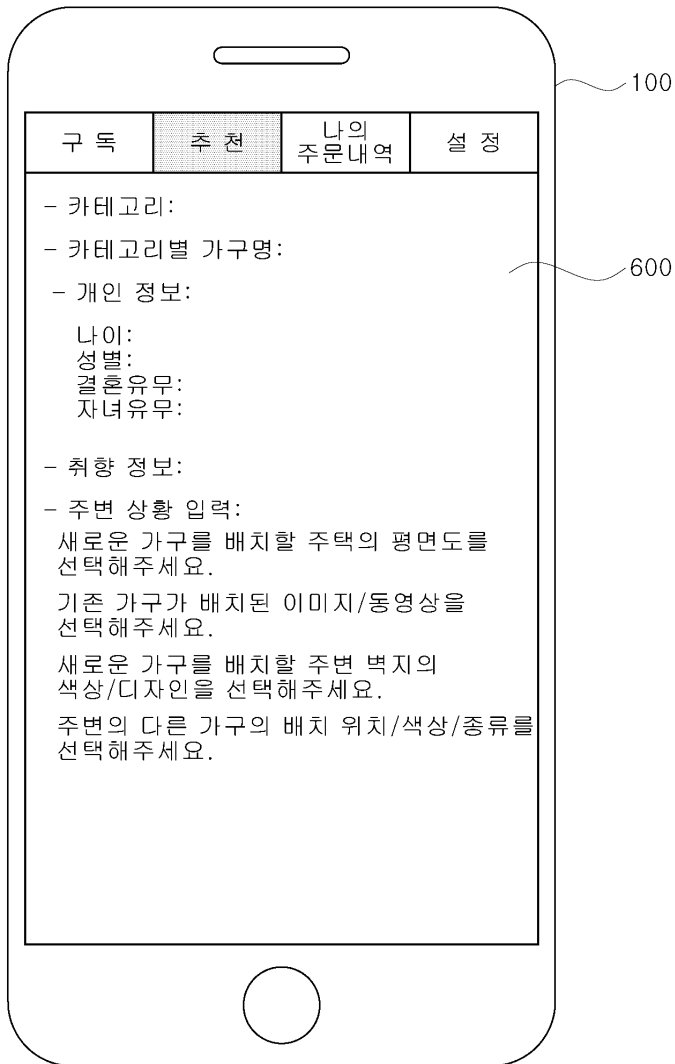 100
구 독
추 천
나의
주문내역
설 정
- 카테고리:
- 카테고리별 가구명:
600
- 개인 정보:
나이:
성별:
결혼유무:
자녀유무:
- 취향 정보:
- 주변 상황 입력:
새로운 가구를 배치할 주택의 평면도를
선택해주세요.
기존 가구가 배치된 이미지/동영상을
선택해주세요.
새로운 가구를 배치할 주변 벽지의
색상/디자인을 선택해주세요.
주변의 다른 가구의 배치 위치/색상/종류를
선택해주세요.